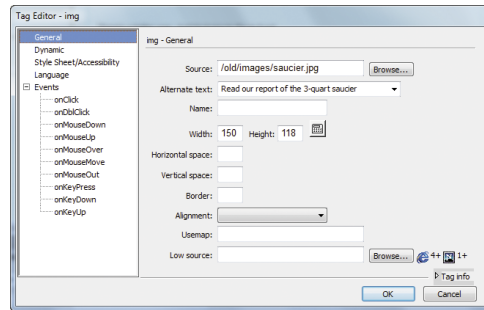 Tag Editor - img
General
Dynamic
Style Sheet/Accessibility
Language
Events
onClick
onDblClick
onMouseDown
onMouseUp
onMouseOver
onMouseMove
onMouseOut
onKeyPress
onKeyDown
onKeyUp
img - General
Source: /old/images/saucier.jpg Browse...
Alternate text: Read our report of the 3-quart saucier
Name:
Width: 150 Height: 118
Horizontal space:
Vertical space:
Border:
Alignment:
Usemap:
Low source: Browse... 4+ 1+
Tag info
OK Cancel